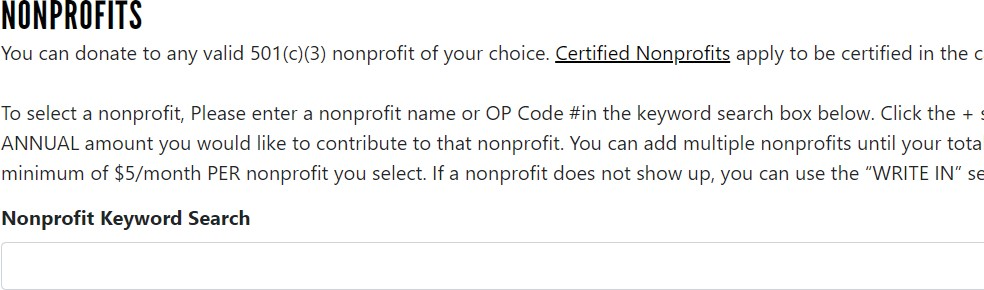 NONPROFITS
You can donate to any valid 501(c)(3) nonprofit of your choice. Certified Nonprofits apply to be certified in the
To select a nonprofit, Please enter a nonprofit name or OP Code #in the keyword search box below. Click the +
ANNUAL amount you would like to contribute to that nonprofit. You can add multiple nonprofits until your
minimum of $5/month PER nonprofit you select. If a nonprofit does not show up, you can use the “WRITE IN”
Nonprofit Keyword Search